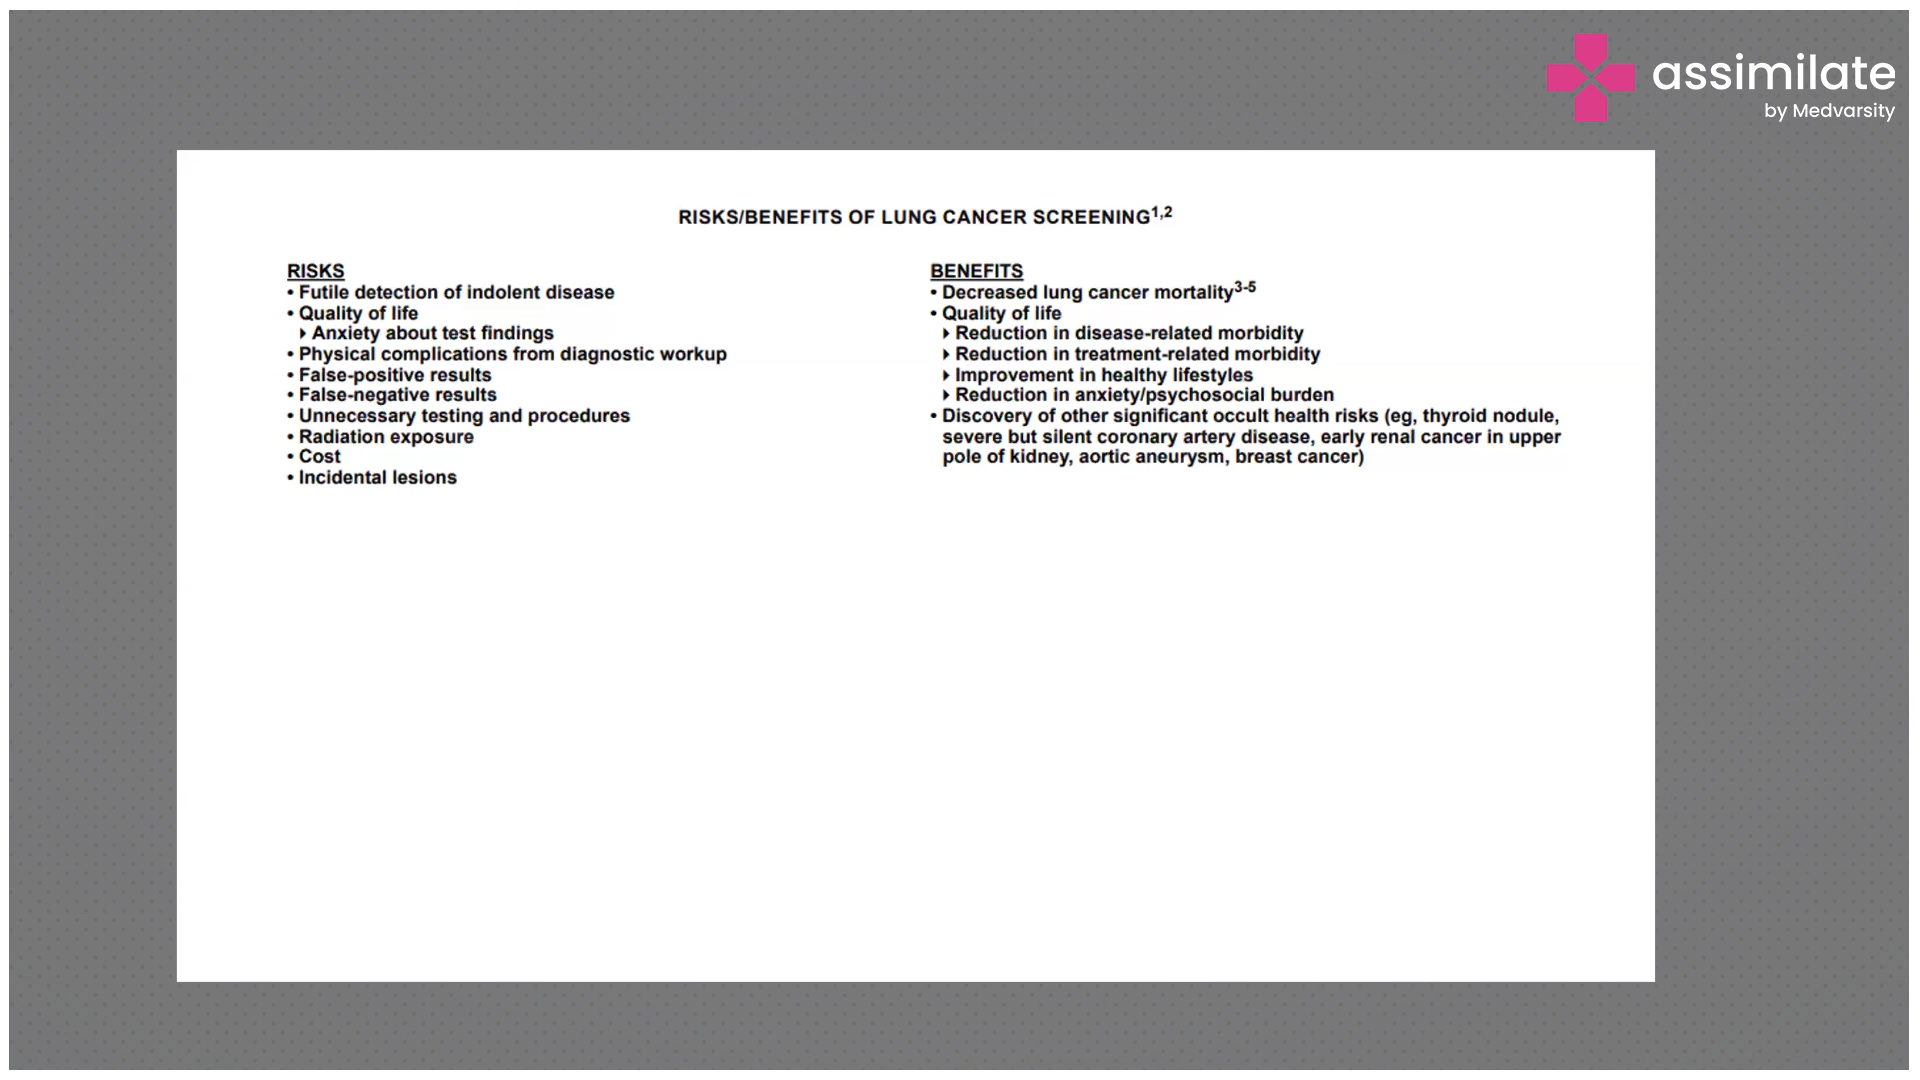 assimilate
by Medvarsity
RISKS/BENEFITS OF LUNG CANCER SCREENING1,2
RISKS
• Futile detection of indolent disease
• Quality of life
▸ Anxiety about test findings
• Physical complications from diagnostic workup
• False-positive results
• False-negative results
• Unnecessary testing and procedures
• Radiation exposure
• Cost
• Incidental lesions
BENEFITS
• Decreased lung cancer mortality3-5
• Quality of life
▸ Reduction in disease-related morbidity
▸ Reduction in treatment-related morbidity
▸ Improvement in healthy lifestyles
▸ Reduction in anxiety/psychosocial burden
• Discovery of other significant occult health risks (eg, thyroid nodule,
severe but silent coronary artery disease, early renal cancer in upper
pole of kidney, aortic aneurysm, breast cancer)